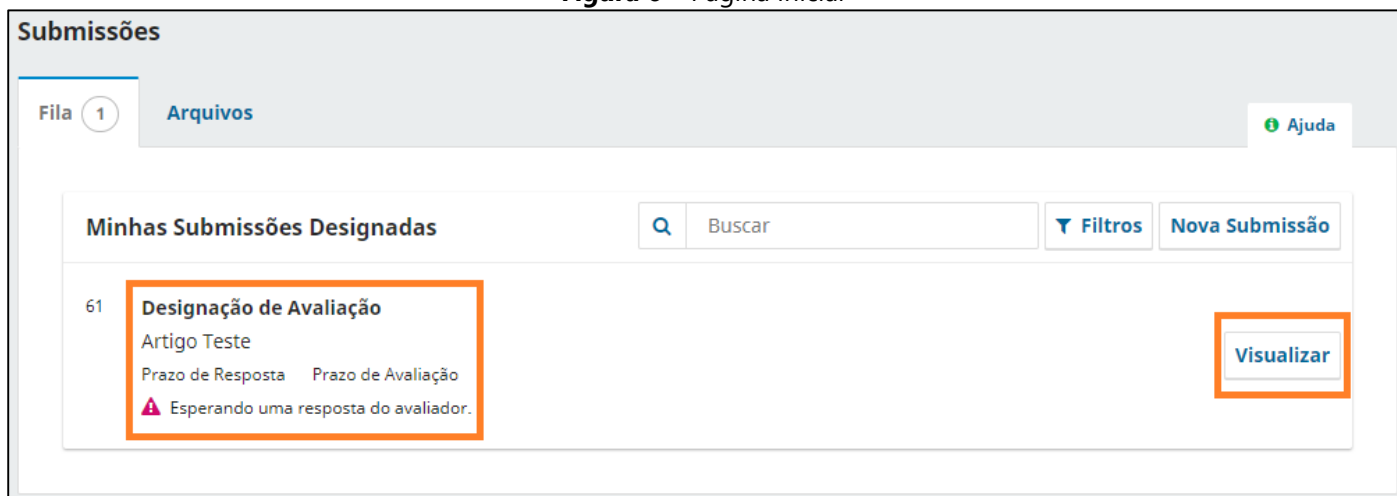 Submissões
Fila 1 Arquivos
Ajuda
Minhas Submissões Designadas Buscar Filtros Nova Submissão
61 Designação de Avaliação
Artigo Teste
Visualizar
Prazo de Resposta Prazo de Avaliação
Esperando uma resposta do avaliador.